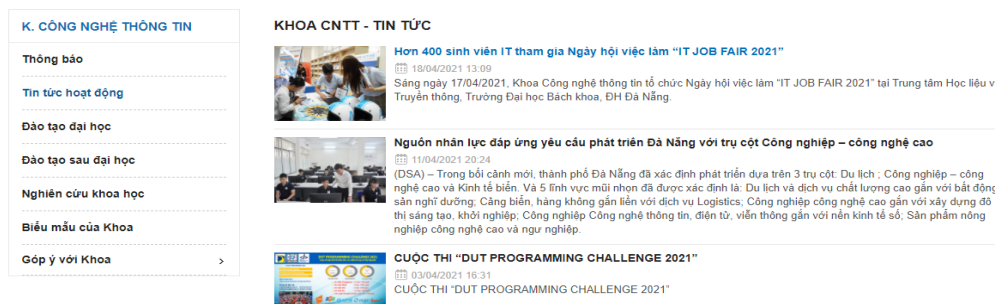 K. CÔNG NGHỆ THÔNG TIN
Thông báo
Tin tức hoạt động
Đào tạo đại học
Đào tạo sau đại học
Nghiên cứu khoa học
Biểu mẫu của Khoa
Góp ý với Khoa
KHOA CNTT - TIN TỨC
Hơn 400 sinh viên IT tham gia Ngày hội việc làm “IT JOB FAIR 2021”
18/04/2021 13:09
Sáng ngày 17/04/2021, Khoa Công nghệ thông tin tổ chức Ngày hội việc làm “IT JOB FAIR 2021” tại Trung tâm Học liệu v
Truyền thông, Trường Đại học Bách khoa, ĐH Đà Nẵng.
Nguồn nhân lực đáp ứng yêu cầu phát triển Đà Nẵng với trụ cột Công nghiệp – công nghệ cao
11/04/2021 20:24
(DSA) – Trong bối cảnh mới, thành phố Đà Nẵng đã xác định phát triển dựa trên 3 trụ cột: Du lịch ; Công nghiệp – công
nghệ cao và Kinh tế biển. Và 5 lĩnh vực mũi nhọn đã được xác định là: Du lịch và dịch vụ chất lượng cao gắn với bất động
sản nghĩ dưỡng; Cảng biển, hàng không gắn liền với dịch vụ Logistics; Công nghiệp công nghệ cao gắn với xây dựng đô
thị sáng tạo, khởi nghiệp; Công nghiệp Công nghệ thông tin, điện tử, viễn thông gắn với nền kinh tế số; Sản phẩm nông
nghiệp công nghệ cao và ngư nghiệp.
CUỘC THI “DUT PROGRAMMING CHALLENGE 2021”
03/04/2021 16:31
CUỘC THI “DUT PROGRAMMING CHALLENGE 2021”